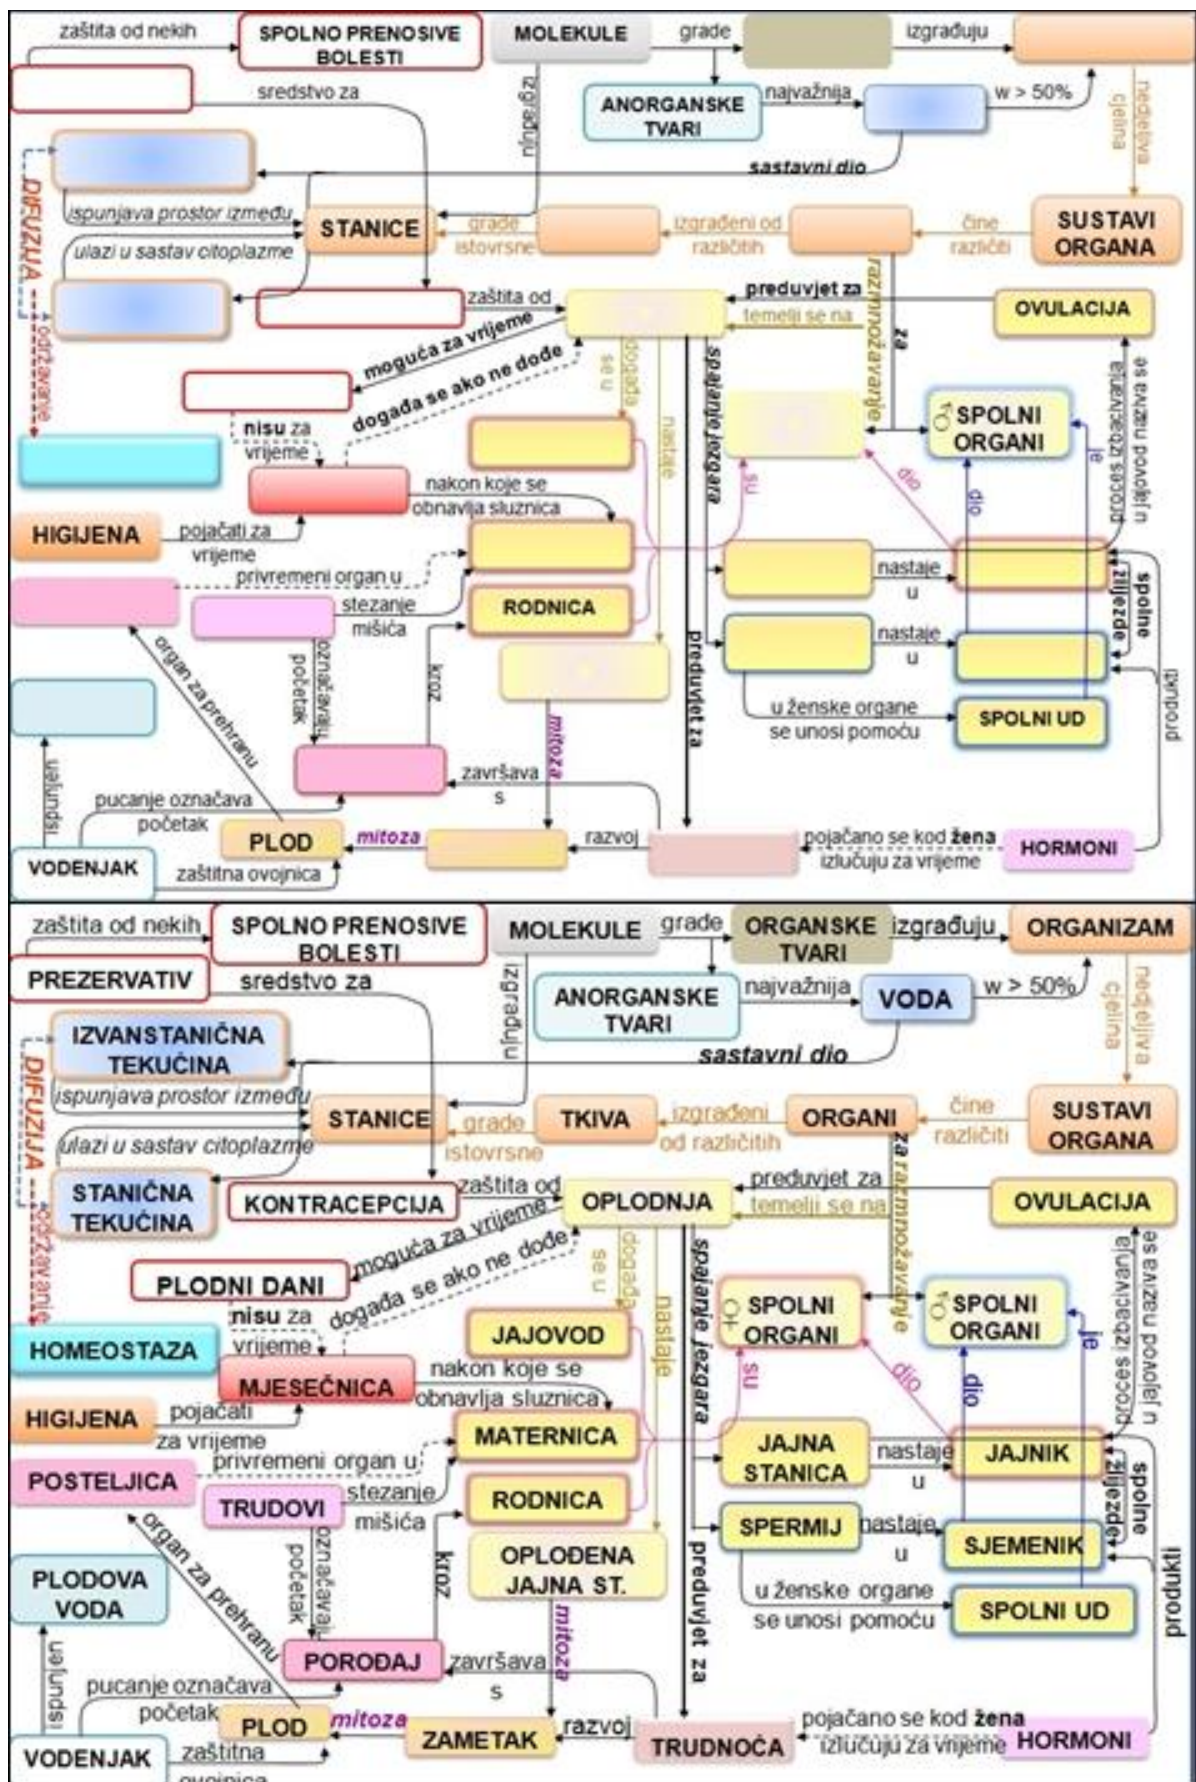 zaštita od nekih
SPOLNO PRENOSIVE
BOLESTI
MOLEKULE
građe
izgrađuju
sredstvo za
izgrađuju
ANORGANSKE
TVARI
najvažnija
w > 50%
nedjeljiva
cjelina
sastavni dio
DIFUZIJA
ispunjava prostor između
STANICE
građe
istovrsne
izgrađeni od
različitih
čine
različiti
SUSTAVI
ORGANA
ulazi u sastav citoplazme
održavanje
zaštita od
preduvjet za
temelji se na
OVULACIJA
za
razmnožavanje
moguća za vrijeme
događa se ako ne dođe
događa
se u
nastaje
spajanje jezgara
SPOLNI
ORGANI
nisu za
vrijeme
nakon koje se
obnavlja sluznica
su
dio
dio
je
proces izbacivanja
u jajovod naziva se
HIGIJENA
pojačati za
vrijeme
privremeni organ u
stezanje
mišića
RODNICA
nastaje
u
spolne
žlijezde
nastaje
u
organ za prehranu
označavaju
početak
kroz
mitoza
preduvjet za
u ženske organe
se unosi pomoću
SPOLNI UD
produkti
ispunjen
pucanje označava
početak
završava
s
PLOD
mitoza
razvoj
pojačano se kod žena
izlučuju za vrijeme
HORMONI
VODENJAK
zaštitna ovojnica
zaštita od nekih
SPOLNO PRENOSIVE
BOLESTI
MOLEKULE
građe
ORGANSKE
TVARI
izgrađuju
ORGANIZAM
PREZERVATIV
sredstvo za
izgrađuju
ANORGANSKE
TVARI
najvažnija
VODA
w > 50%
nedjeljiva
cjelina
IZVANSTANIČNA
TEKUĆINA
sastavni dio
DIFUZIJA
ispunjava prostor između
STANICE
građe
istovrsne
TKIVA
izgrađeni
od različitih
ORGANI
čine
različiti
SUSTAVI
ORGANA
ulazi u sastav citoplazme
STANIČNA
TEKUĆINA
održavanje
KONTRACEPCIJA
zaštita od
OPLODNJA
preduvjet za
temelji se na
OVULACIJA
za razmnožavanje
moguća za vrijeme
događa se ako ne dođe
PLODNI DANI
nisu za
vrijeme
događa
se u
nastaje
spajanje jezgara
SPOLNI
ORGANI
SPOLNI
ORGANI
HOMEOSTAZA
JAJOVOD
MJESEČNICA
nakon koje se
obnavlja sluznica
su
dio
dio
je
proces izbacivanja
u jajovod naziva se
HIGIJENA
pojačati
za vrijeme
MATERNICA
JAJNA
STANICA
nastaje
u
JAJNIK
POSTELJICA
privremeni organ u
TRUDOVI
stezanje
mišića
RODNICA
SPERMIJ
nastaje
u
SJEMENIK
spolne
žlijezde
organ za prehranu
označavaju
početak
kroz
OPLOĐENA
JAJNA ST.
PLODOVA
VODA
mitoza
preduvjet za
u ženske organe
se unosi pomoću
SPOLNI UD
produkti
ispunjen
POROĐAJ
završava
s
pucanje označava
početak
PLOD
mitoza
ZAMETAK
razvoj
TRUDNOĆA
pojačano se kod žena
izlučuju za vrijeme
HORMONI
VODENJAK
zaštitna
ovojnica